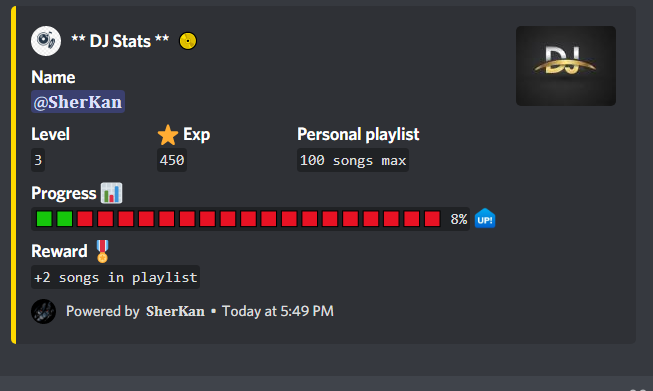 ** DJ Stats **
DJ
Name
@SherKan
Level Exp Personal playlist
3 450 100 songs max
Progress
8% UP!
Reward
+2 songs in playlist
Powered by SherKan • Today at 5:49 PM